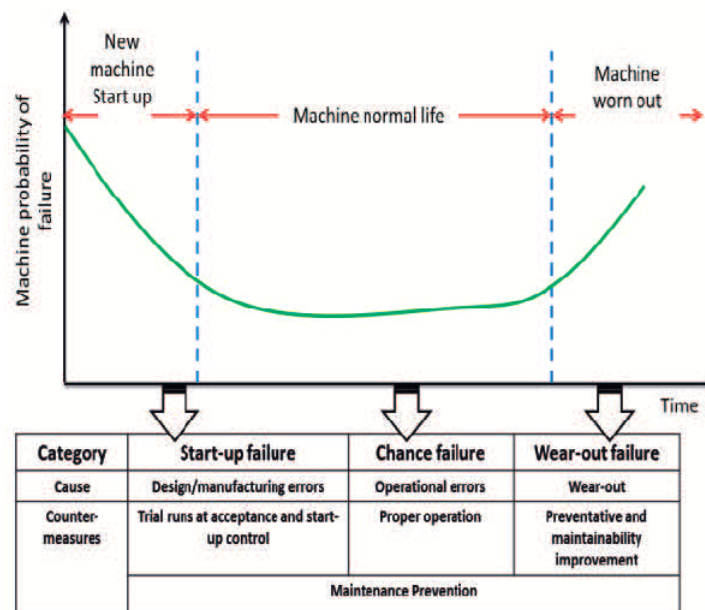 New
machine
Start up
Machine normal life
Machine
worn out
Machine probability of
failure
Time
Category
Start-up failure
Chance failure
Wear-out failure
Cause
Design/manufacturing errors
Operational errors
Wear-out
Counter-
measures
Trial runs at acceptance and start-
up control
Proper operation
Preventative and
maintainability
improvement
Maintenance Prevention